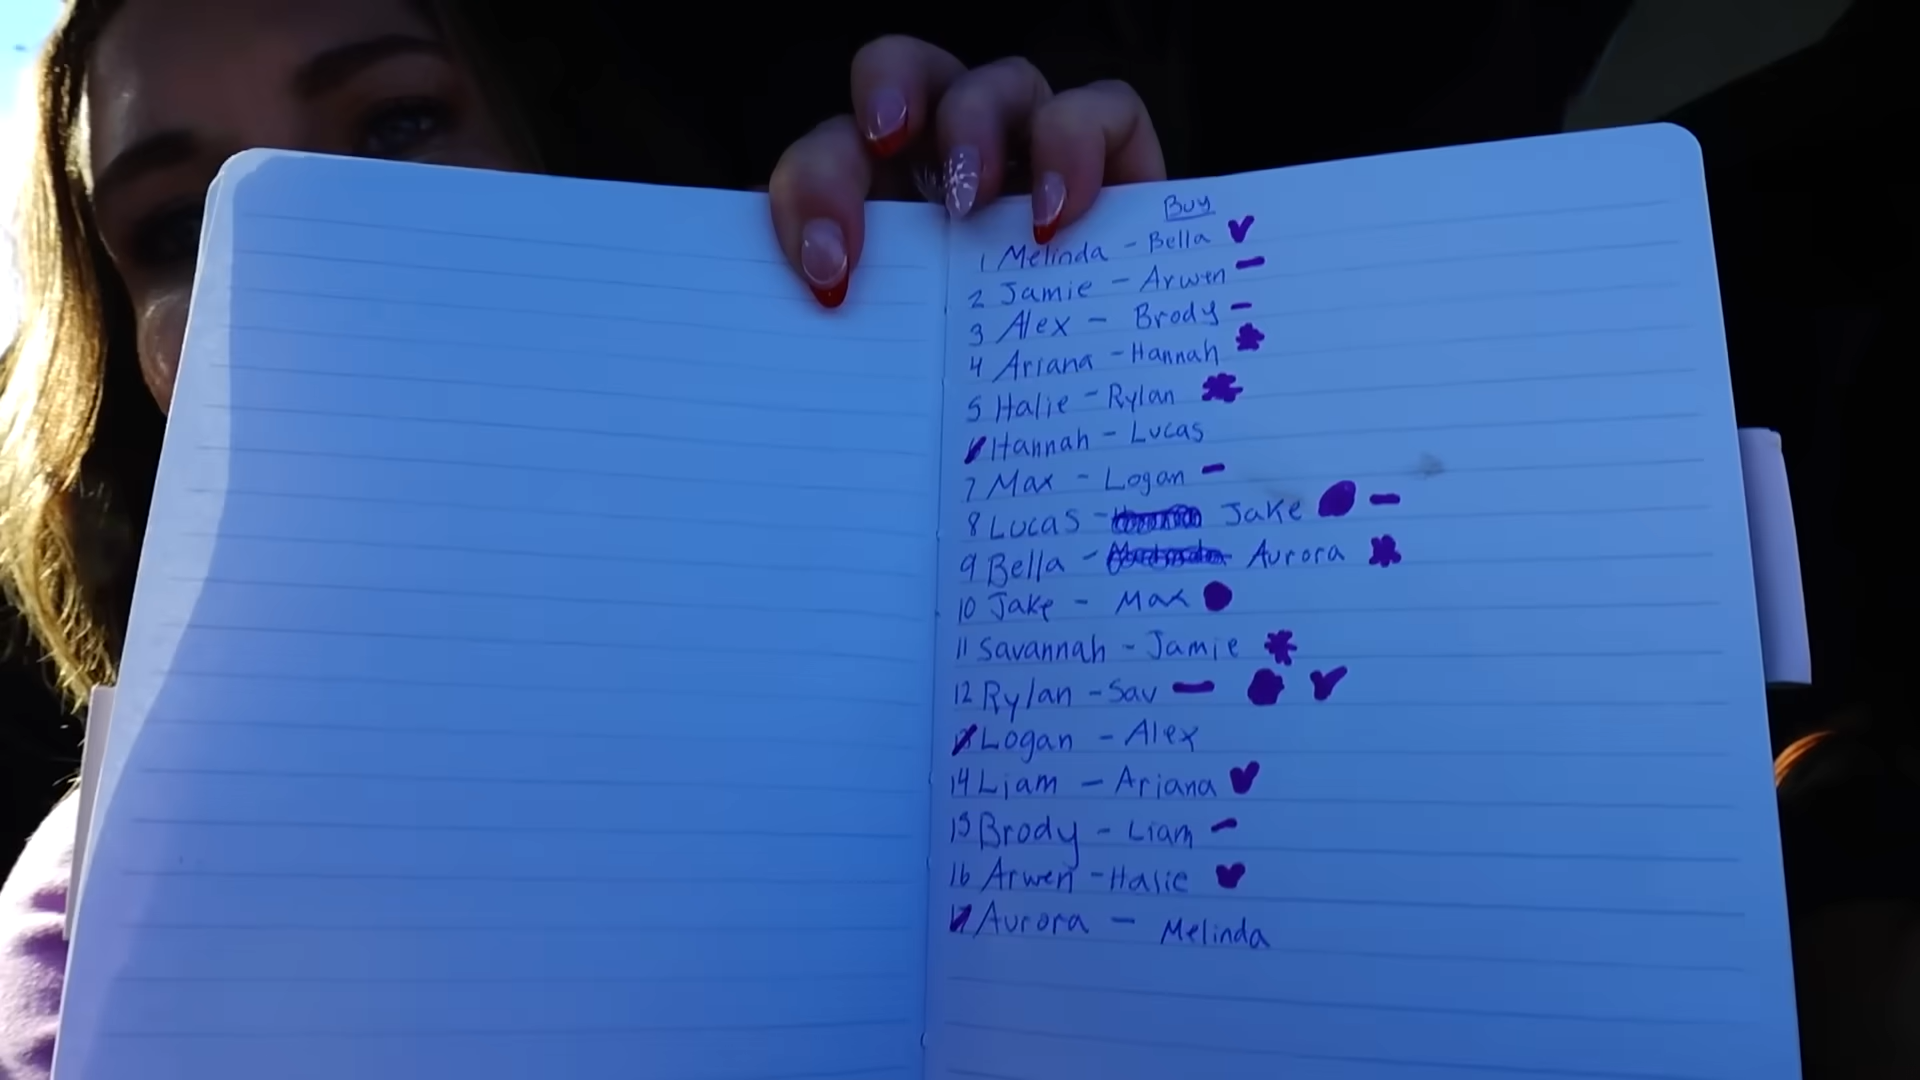 Buy
1 Melinda - Bella
2 Jamie - Arwen
3 Alex - Brody
4 Ariana - Hannah
5 Halie - Rylan
Hannah - Lucas
7 Max - Logan
8 Lucas - Jake
9 Bella - Aurora
10 Jake - Max
11 Savannah - Jamie
12 Rylan - Sav
Logan - Alex
14 Liam - Ariana
15 Brody - Liam
16 Arwen - Halie
Aurora - Melinda